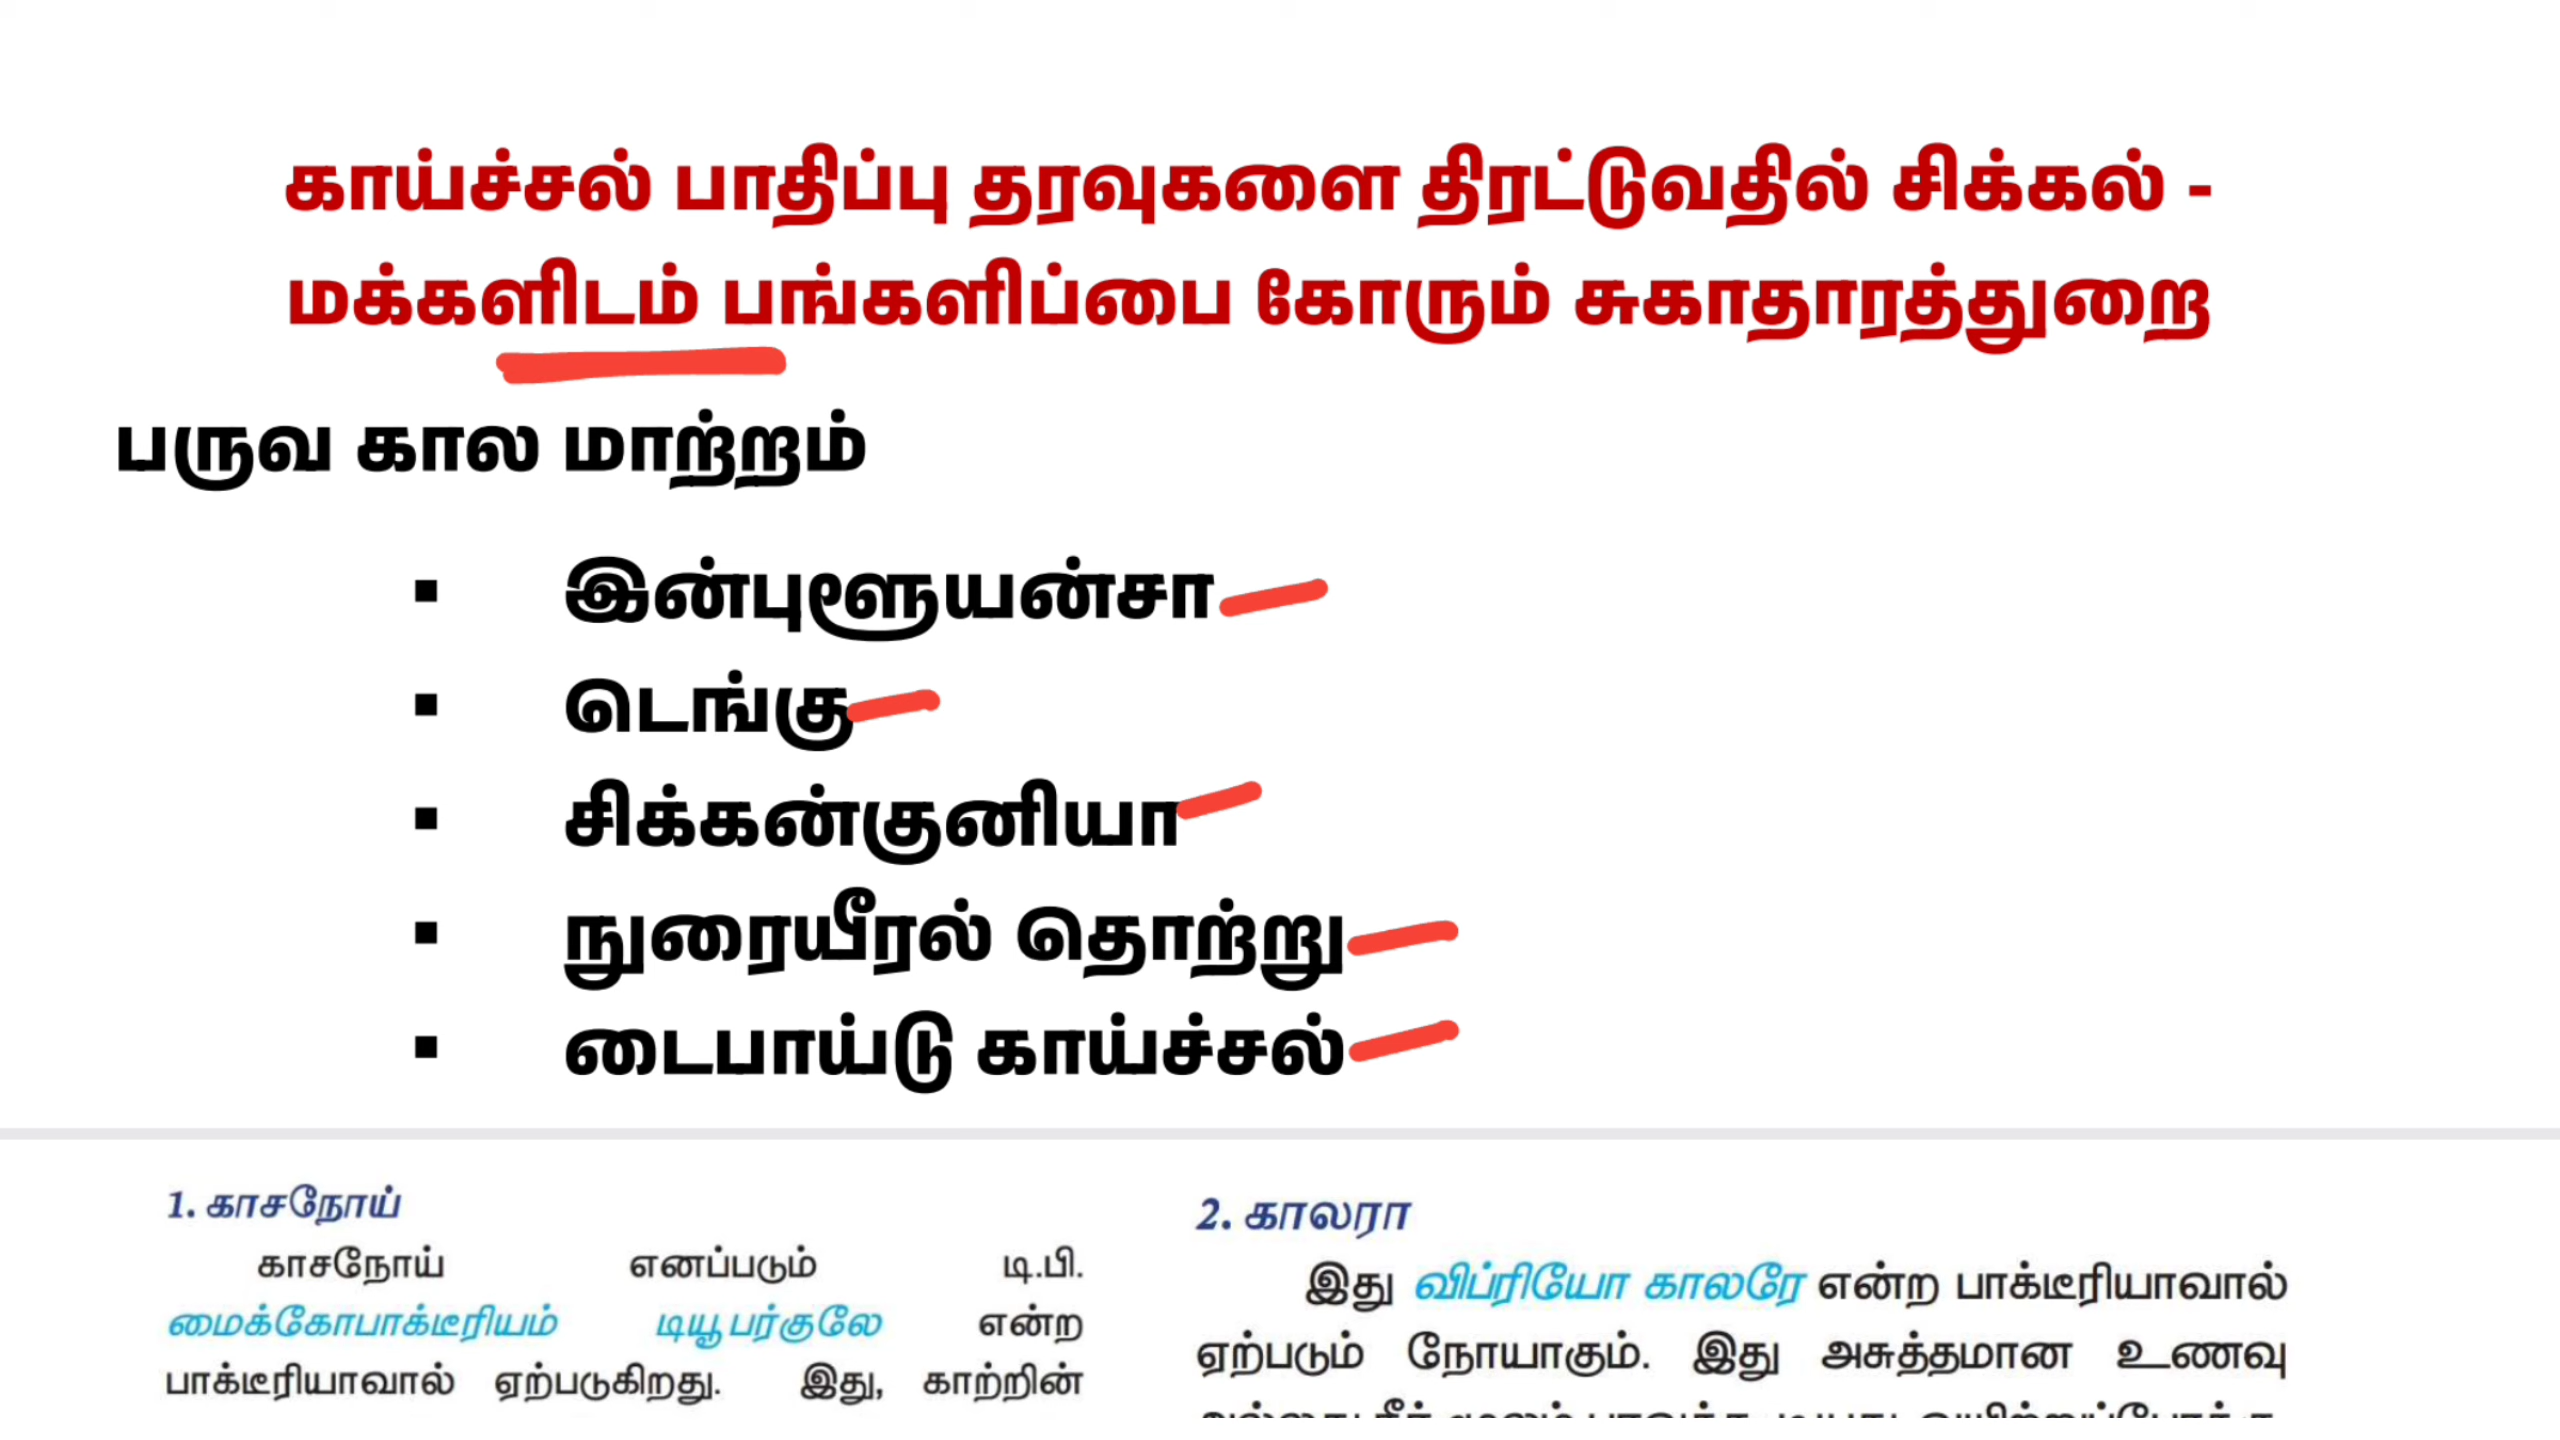 காய்ச்சல் பாதிப்பு தரவுகளை திரட்டுவதில் சிக்கல் -
மக்களிடம் பங்களிப்பை கோரும் சுகாதாரத்துறை
பருவ கால மாற்றம்
▪ இன்புளூயன்சா
▪ டெங்கு
▪ சிக்கன்குனியா
▪ நுரையீரல் தொற்று
▪ டைபாய்டு காய்ச்சல்
1. காசநோய்
காசநோய் எனப்படும் டி.பி.
மைக்கோபாக்டீரியம் டியூபர்குலே என்ற
பாக்டீரியாவால் ஏற்படுகிறது. இது, காற்றின்
2. காலரா
இது விப்ரியோ காலரே என்ற பாக்டீரியாவால்
ஏற்படும் நோயாகும். இது அசுத்தமான உணவு